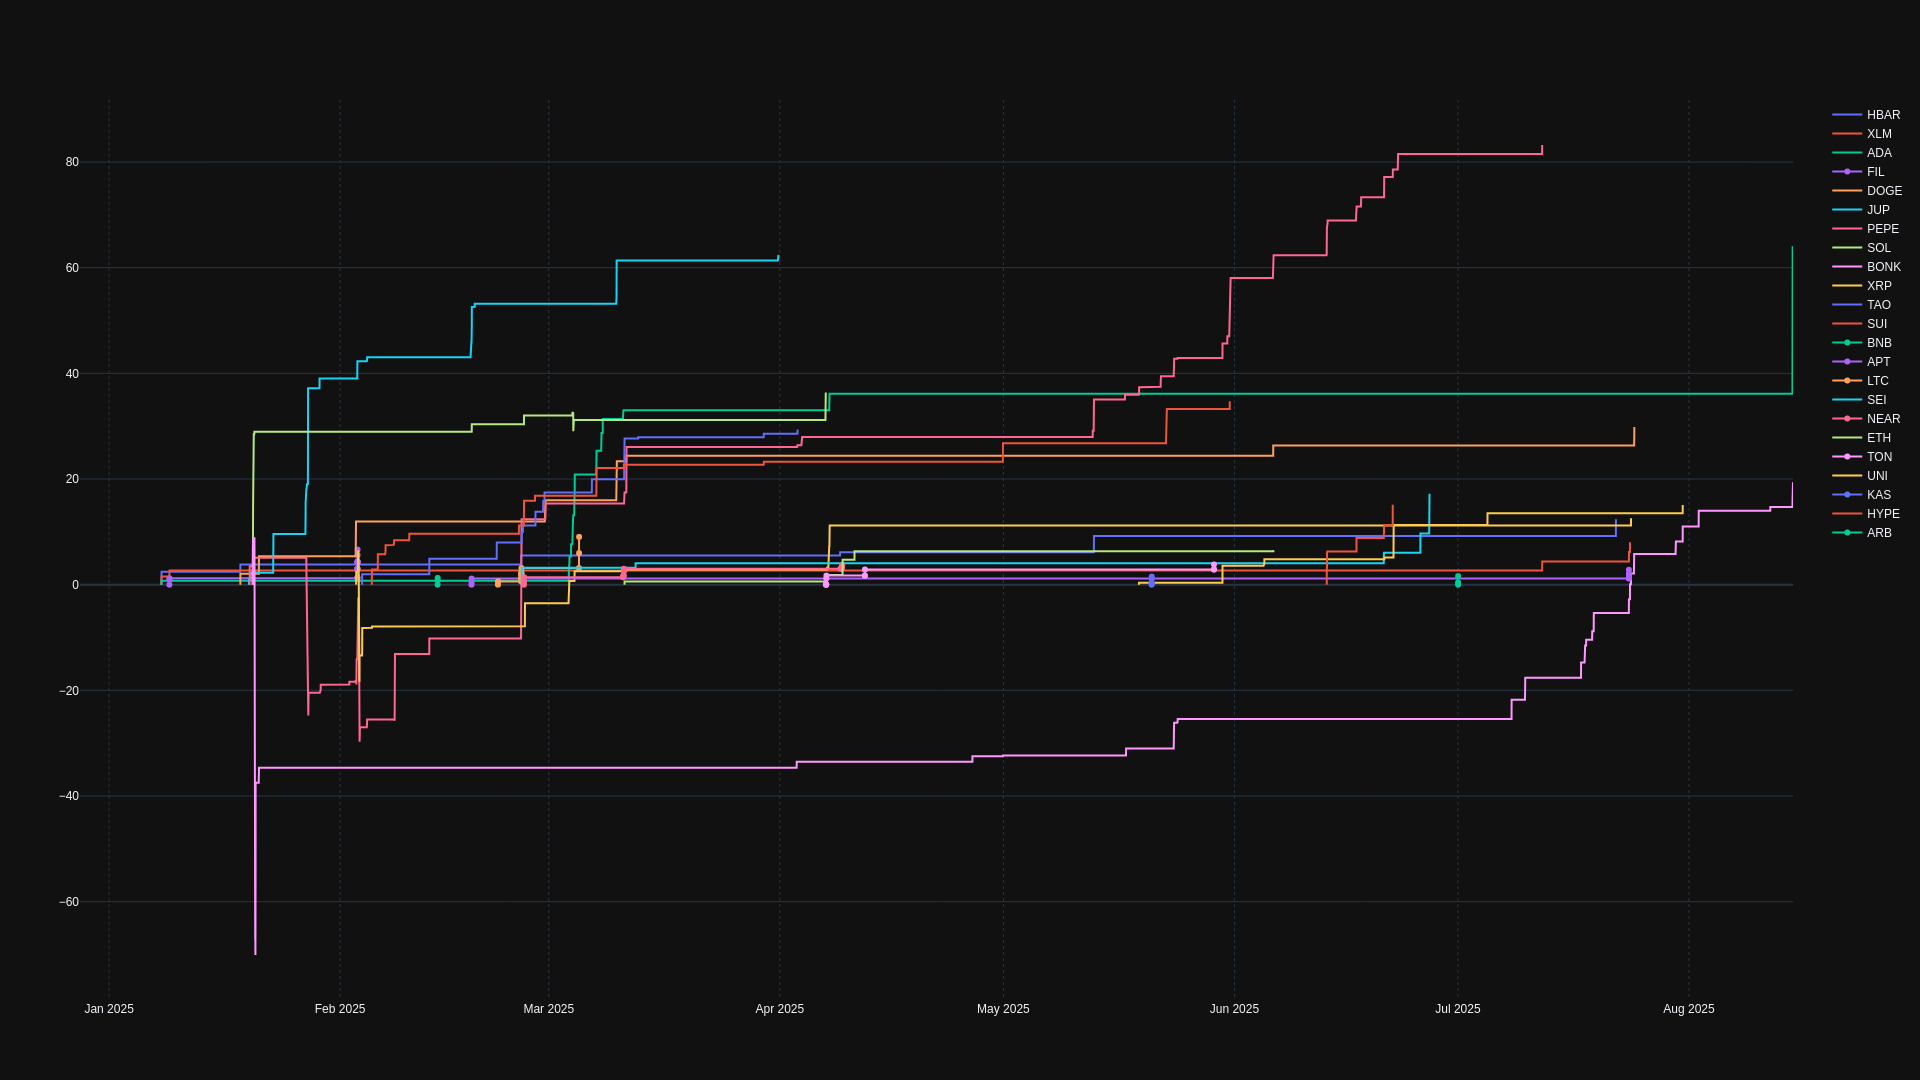 80
60
40
20
0
−20
−40
−60
Jan 2025
Feb 2025
Mar 2025
Apr 2025
May 2025
Jun 2025
Jul 2025
Aug 2025
HBAR
XLM
ADA
FIL
DOGE
JUP
PEPE
SOL
BONK
XRP
TAO
SUI
BNB
APT
LTC
SEI
NEAR
ETH
TON
UNI
KAS
HYPE
ARB